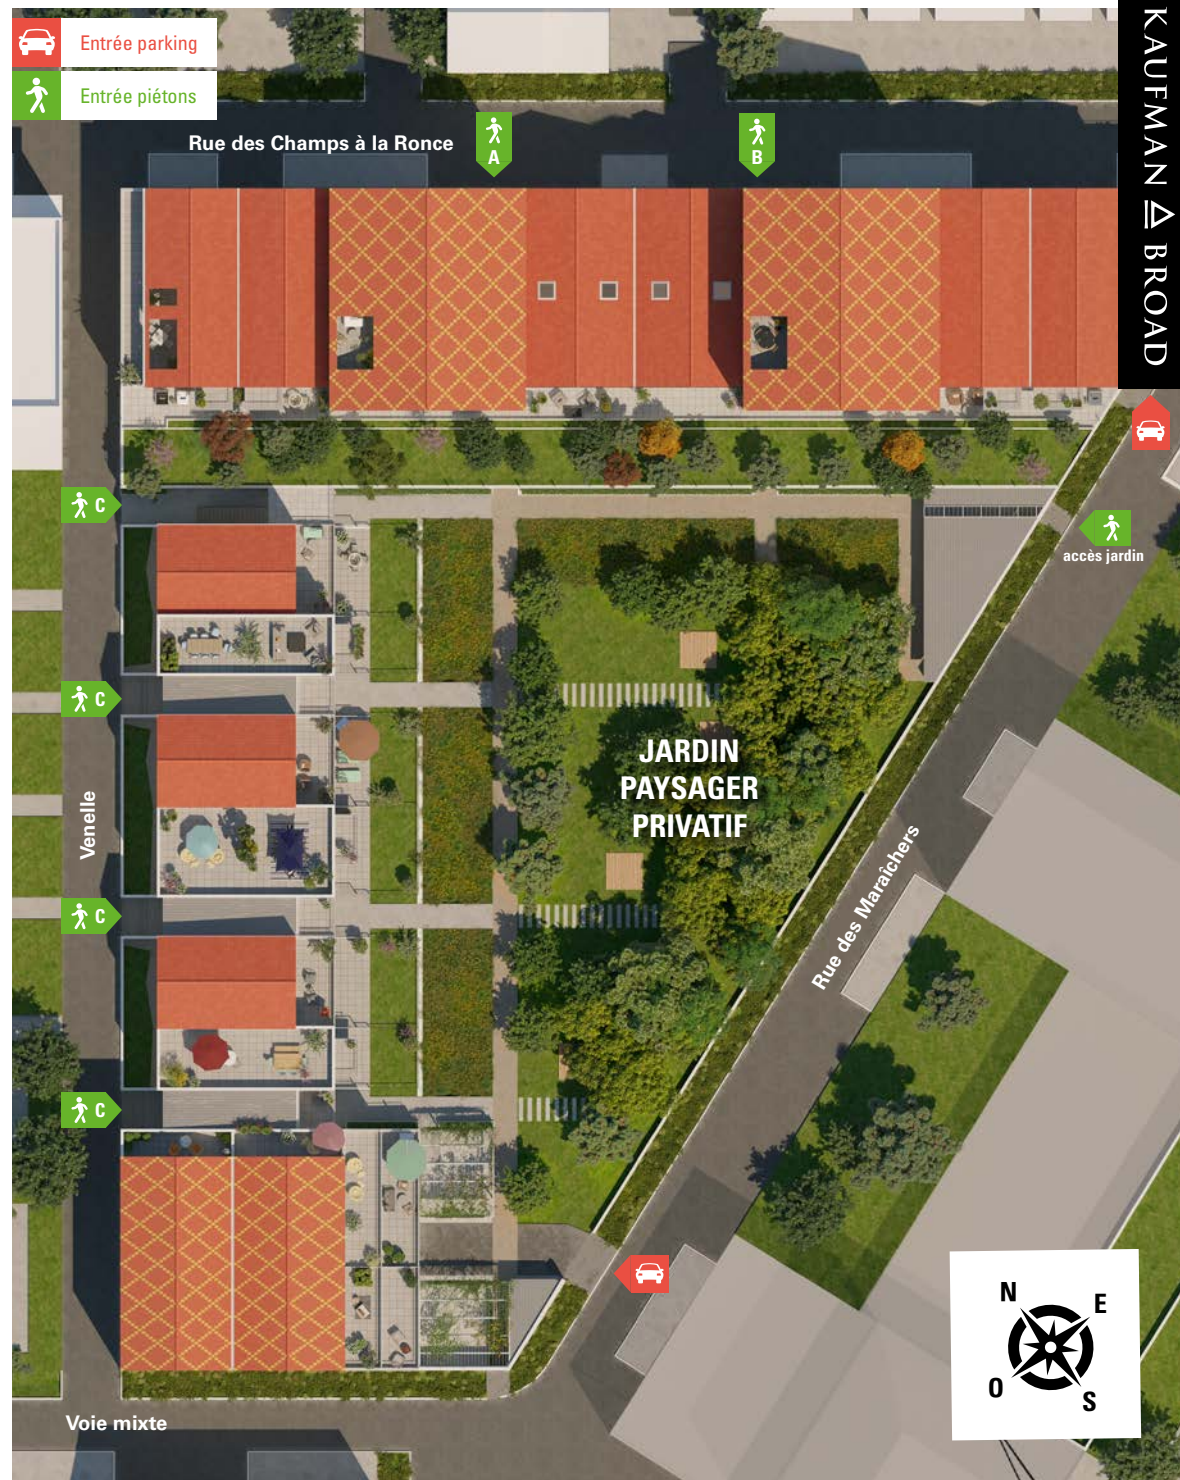 Entrée parking
Entrée piétons
KAUFMAN BROAD
Rue des Champs à la Ronce
A
B
C
accès jardin
C
JARDIN
PAYSAGER
PRIVATIF
Venelle
Rue des Maraîchers
C
C
N
E
O
S
Voie mixte